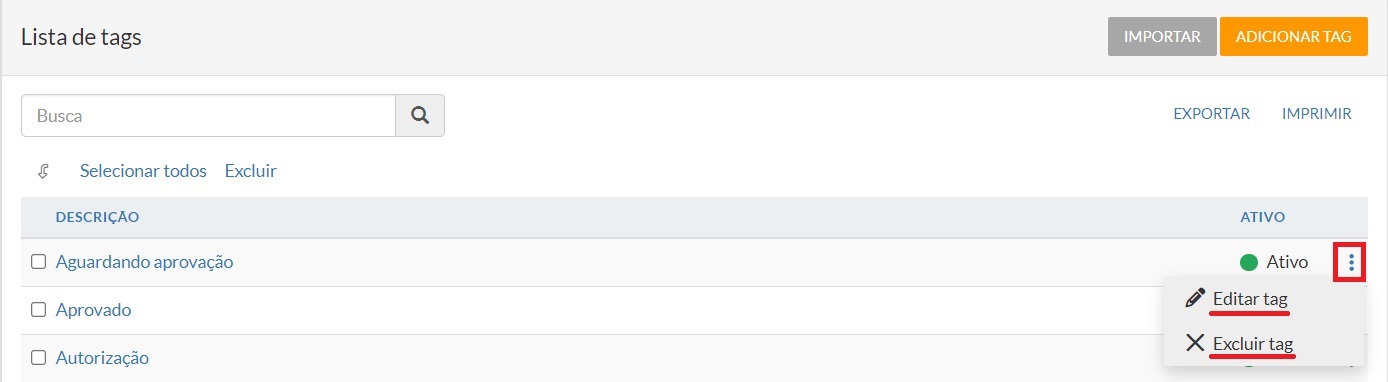 Lista de tags
IMPORTAR
ADICIONAR TAG
Busca
EXPORTAR
IMPRIMIR
Selecionar todos
Excluir
DESCRIÇÃO
ATIVO
Aguardando aprovação
Ativo
Editar tag
Aprovado
Excluir tag
Autorização